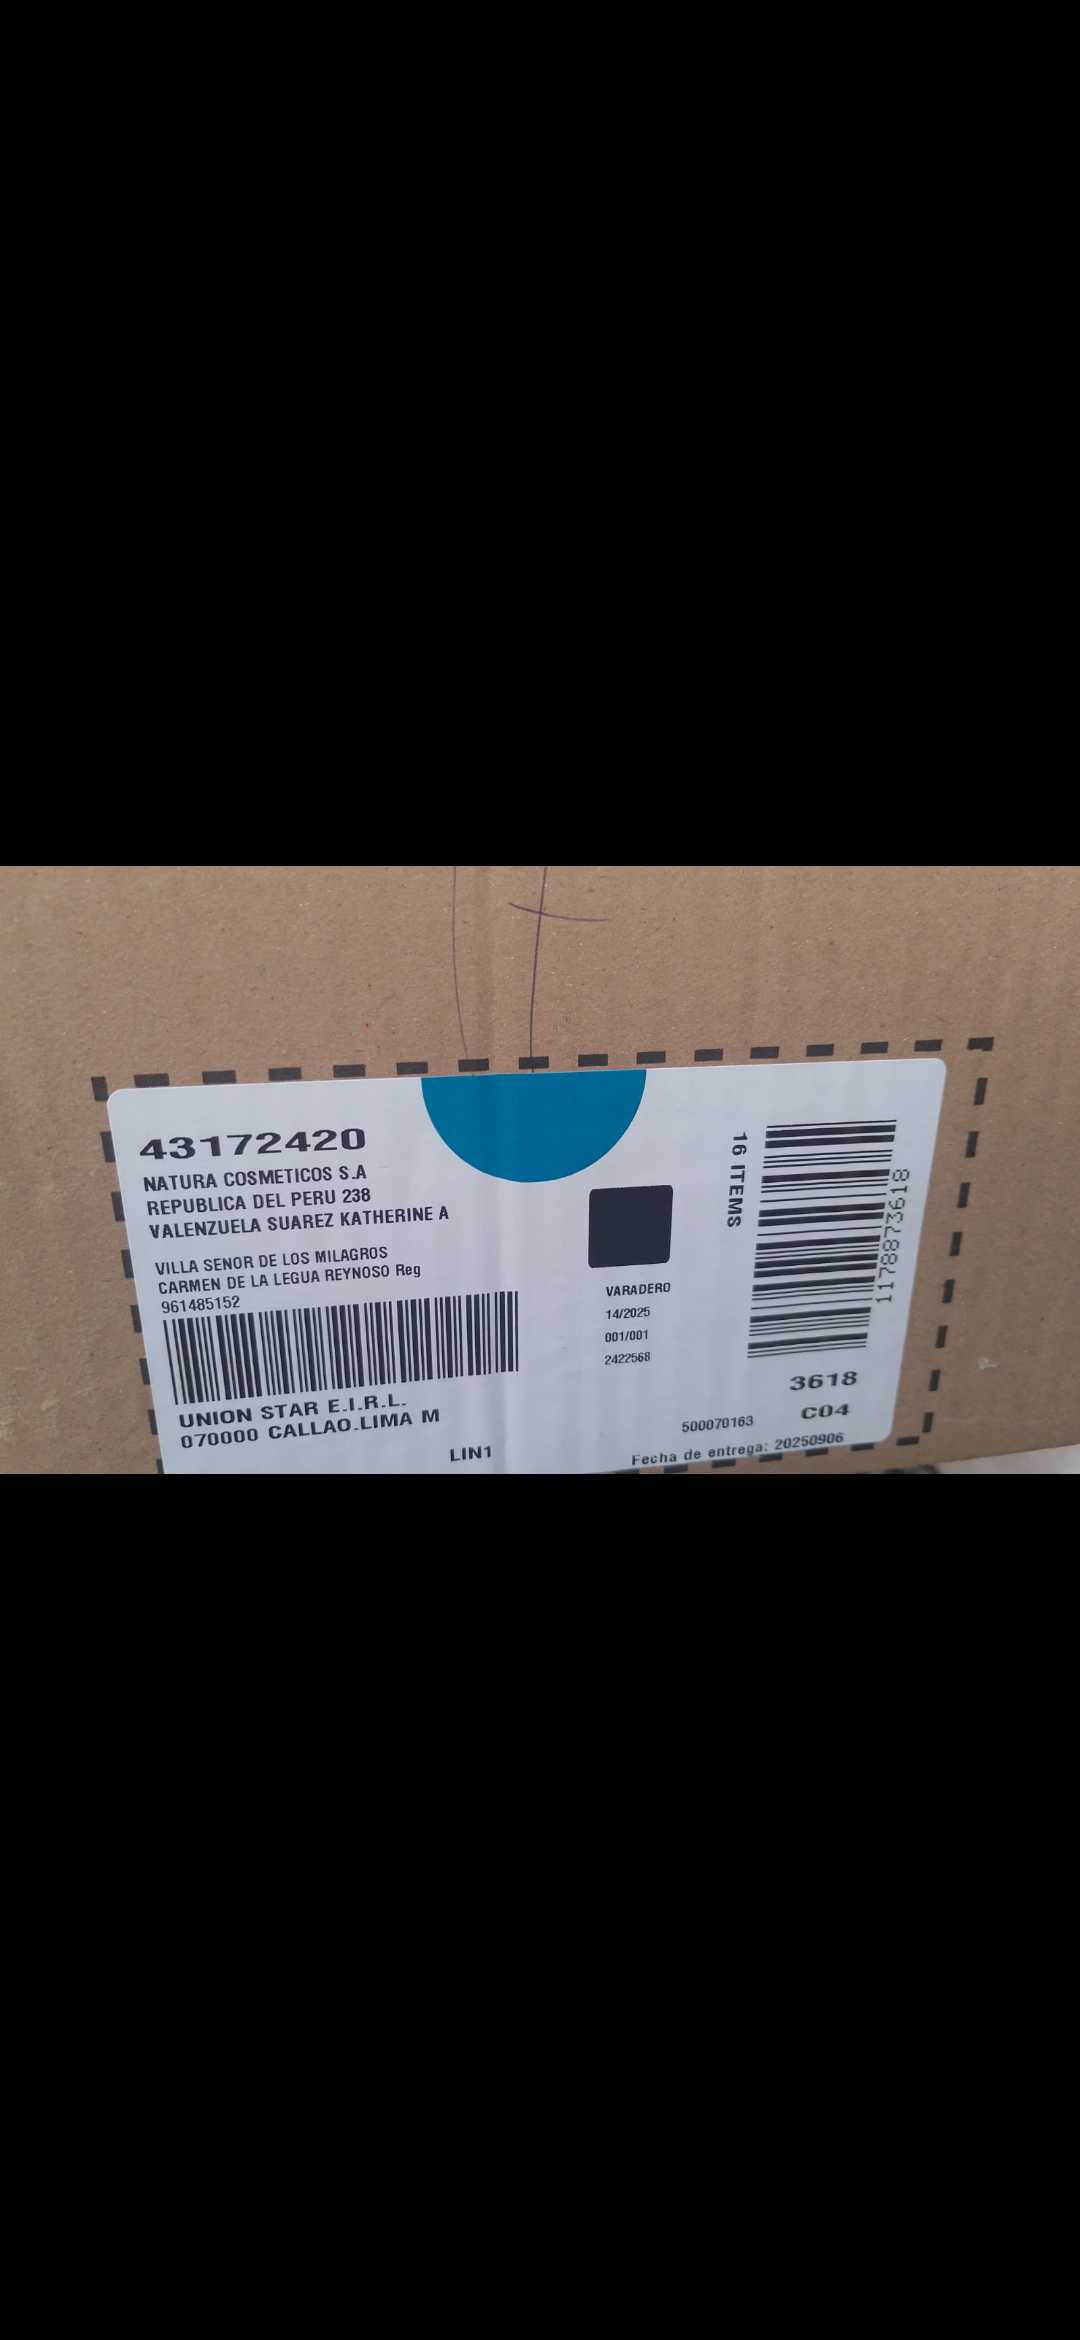 43172420
NATURA COSMETICOS S.A
REPUBLICA DEL PERU 238
VALENZUELA SUAREZ KATHERINE A
VILLA SENOR DE LOS MILAGROS
CARMEN DE LA LEGUA REYNOSO Reg
961485152
UNION STAR E.I.R.L.
070000 CALLAO.LIMA M
LIN1
VARADERO
14/2025
001/001
2422568
16 ITEMS
1178873618
3618
C04
500070163
Fecha de entrega: 20250906